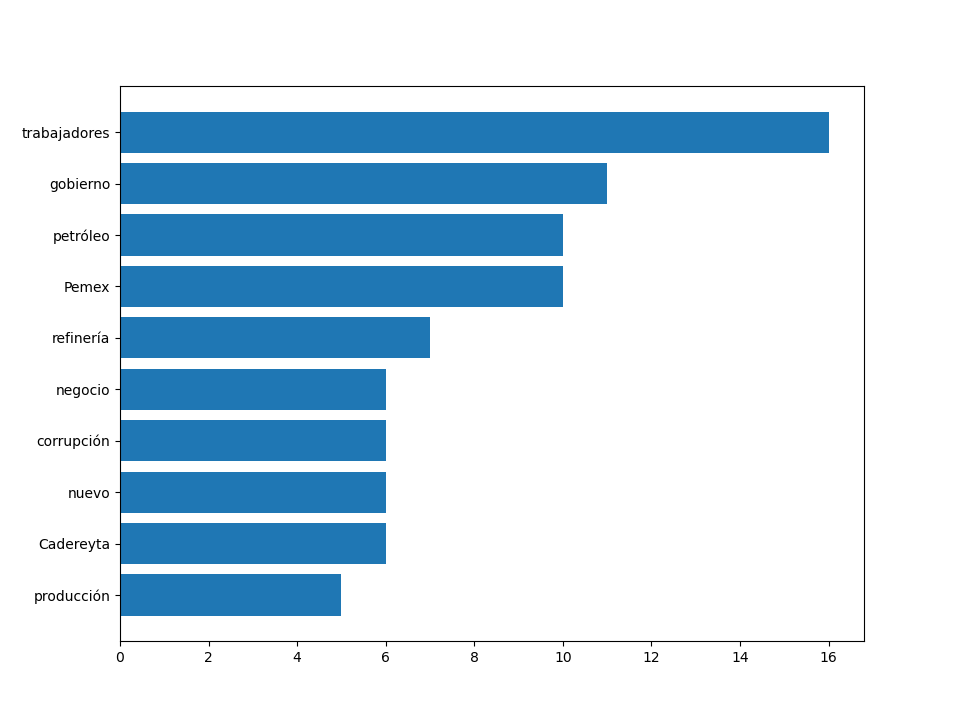 trabajadores
gobierno
petróleo
Pemex
refinería
negocio
corrupción
nuevo
Cadereyta
producción
0 2 4 6 8 10 12 14 16